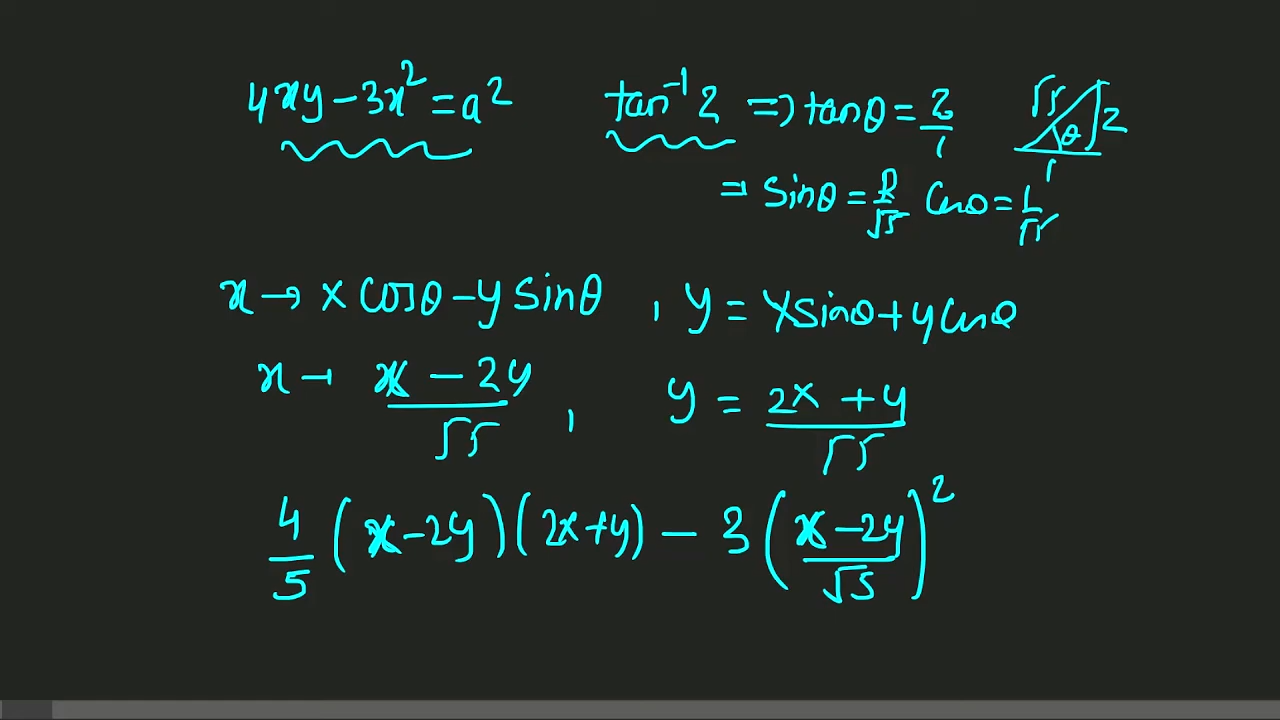 4xy - 3x² = a² tan⁻¹ 2 => tanθ = 2/1 √5 θ 2 1
=> sinθ = 2/√5 cosθ = 1/√5
x → x cosθ - y sinθ , y = x sinθ + y cosθ
x → (x - 2y)/√5 , y = (2x + y)/√5
4/5 (x - 2y)(2x + y) - 3 ((x - 2y)/√5)²